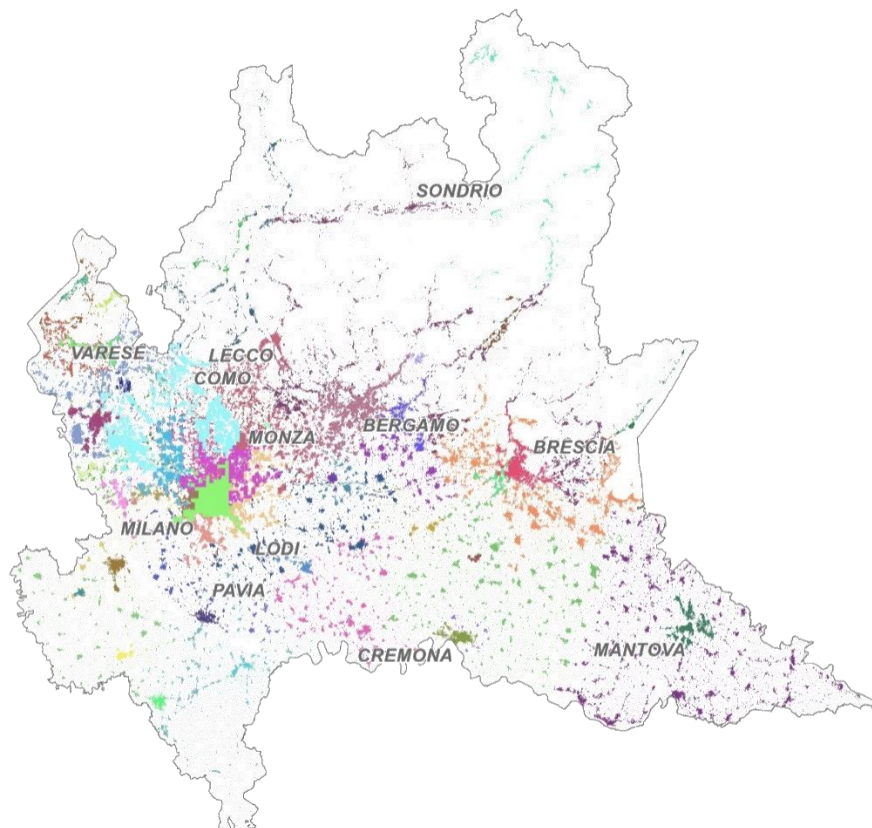 SONDRIO
VARESE
LECCO
COMO
BERGAMO
MONZA
BRESCIA
MILANO
LODI
PAVIA
CREMONA
MANTOVA